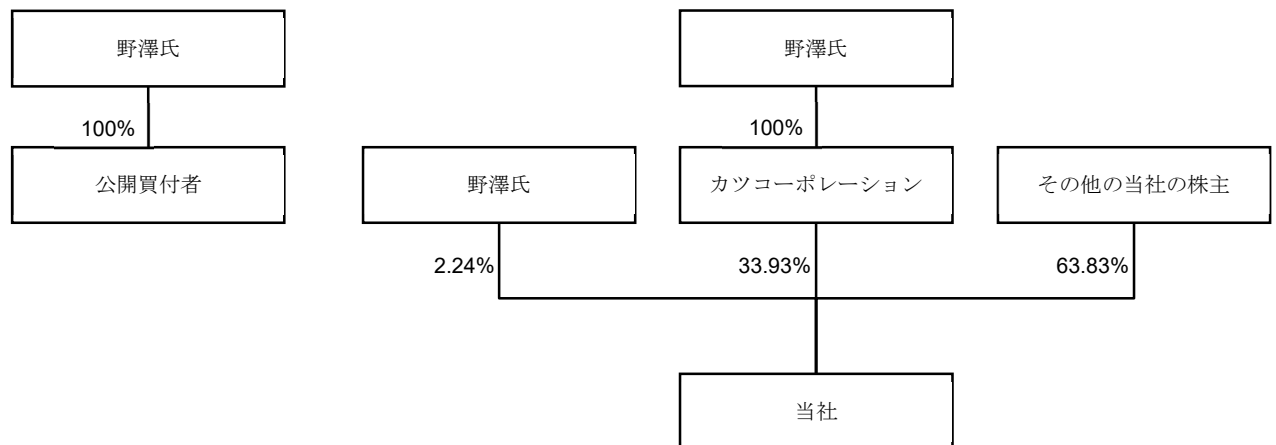 野澤氏
野澤氏
100%
100%
公開買付者
野澤氏
カツコーポレーション
その他の当社の株主
2.24%
33.93%
63.83%
当社